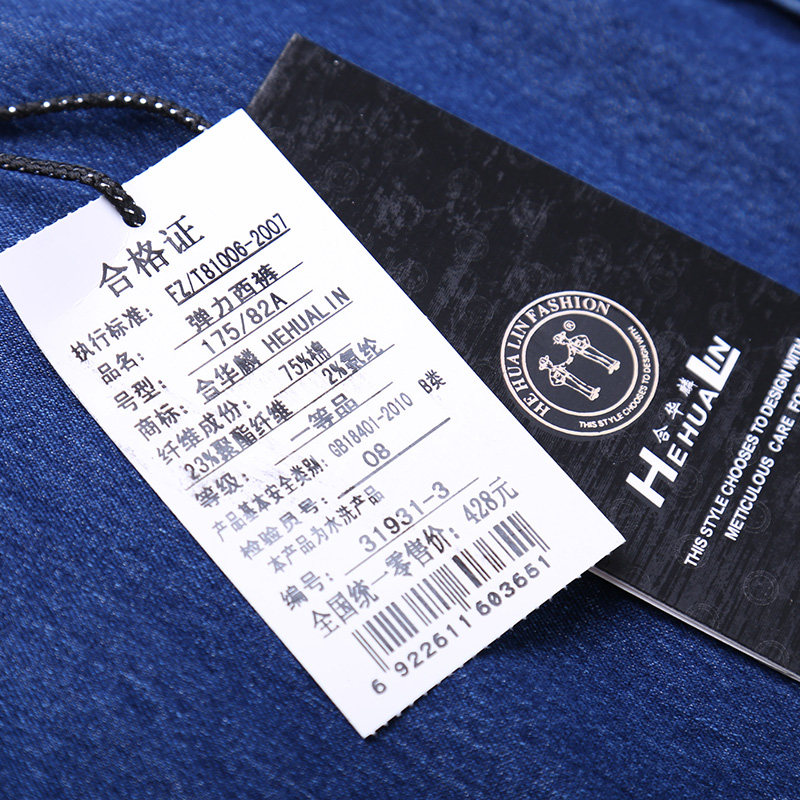 合格证
执行标准: FZ/T81006-2007
品名: 弹力西裤
号型: 175/82A
商标: 合华麟 HEHUALIN
纤维成份: 75%棉
23%聚酯纤维 2%氨纶
等级: 一等品
产品基本安全类别: GB18401-2010 B类
检验员号: 08
本产品为水洗产品
编号: 31931-3
全国统一零售价: 428元
6 922611 603651
HE HUA LIN FASHION
®
THIS STYLE CHOOSES TO DESIGN WITH
合华麟
HEHUALIN
THIS STYLE CHOOSES TO DESIGN WITH
METICULOUS CARE FO